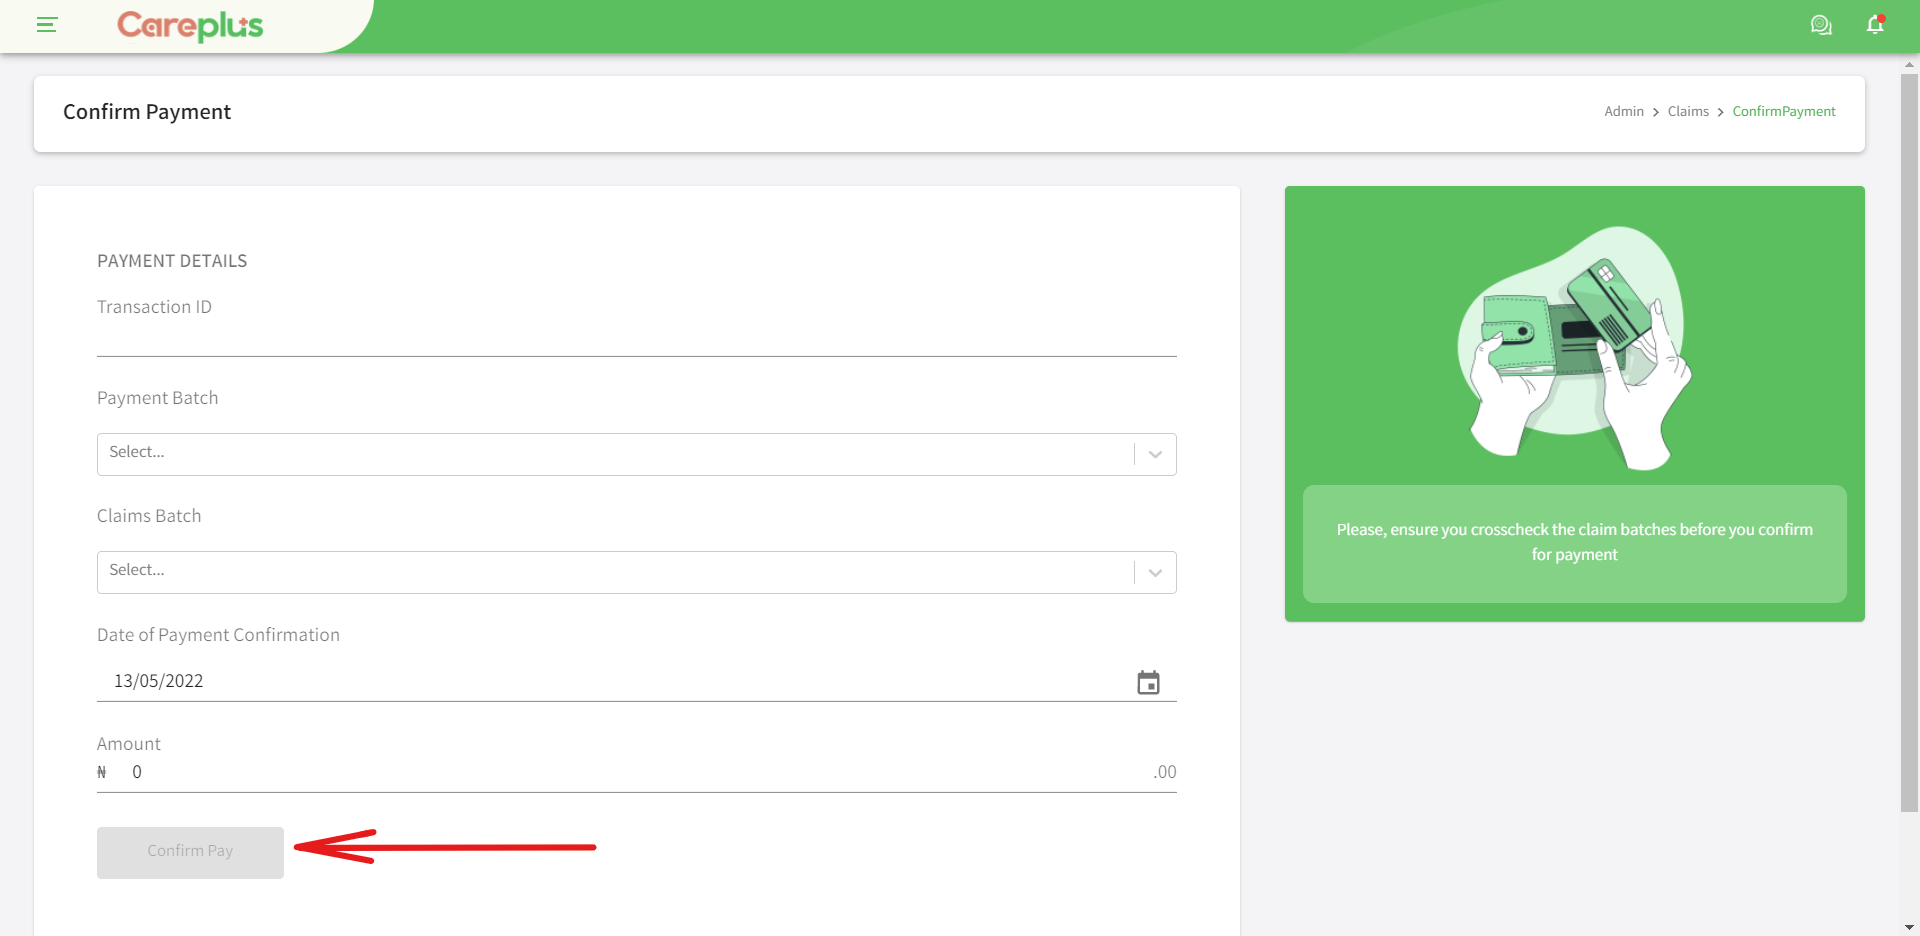 Careplus
Confirm Payment
Admin > Claims > ConfirmPayment
PAYMENT DETAILS
Transaction ID
Payment Batch
Select...
Claims Batch
Select...
Date of Payment Confirmation
13/05/2022
Amount
₦ 0 .00
Confirm Pay
Please, ensure you crosscheck the claim batches before you confirm
for payment